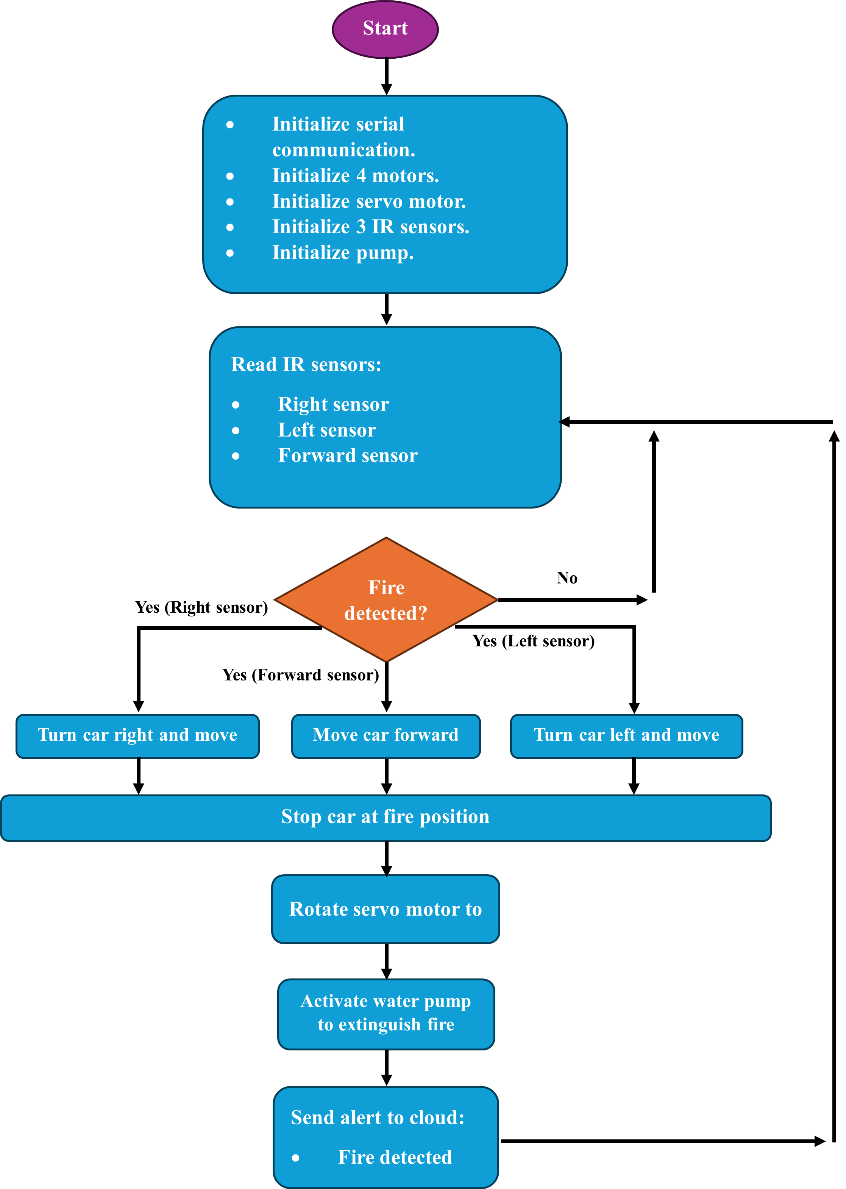 Start
• Initialize serial
communication.
• Initialize 4 motors.
• Initialize servo motor.
• Initialize 3 IR sensors.
• Initialize pump.
Read IR sensors:
• Right sensor
• Left sensor
• Forward sensor
Fire
detected?
No
Yes (Right sensor)
Yes (Left sensor)
Yes (Forward sensor)
Turn car right and move
Move car forward
Turn car left and move
Stop car at fire position
Rotate servo motor to
Activate water pump
to extinguish fire
Send alert to cloud:
• Fire detected